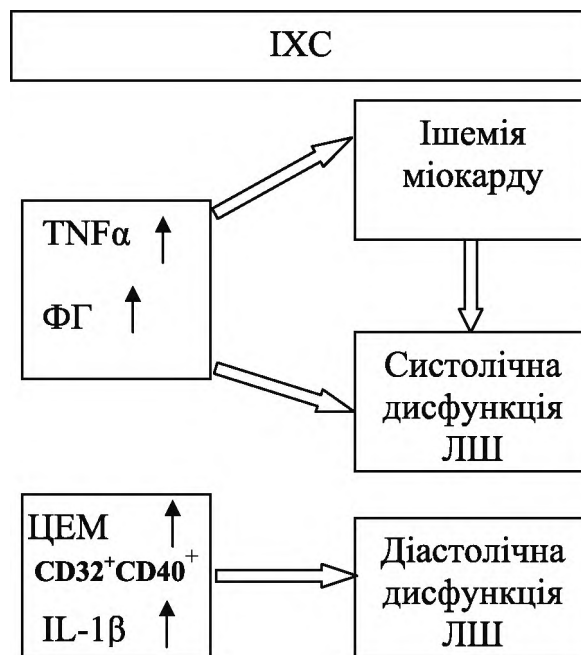 ІХС
Ішемія
міокарду
TNFα ↑
ФГ ↑
Систолічна
дисфункція
ЛШ
ЦЕМ ↑
CD32⁺CD40⁺
IL-1β ↑
Діастолічна
дисфункція
ЛШ